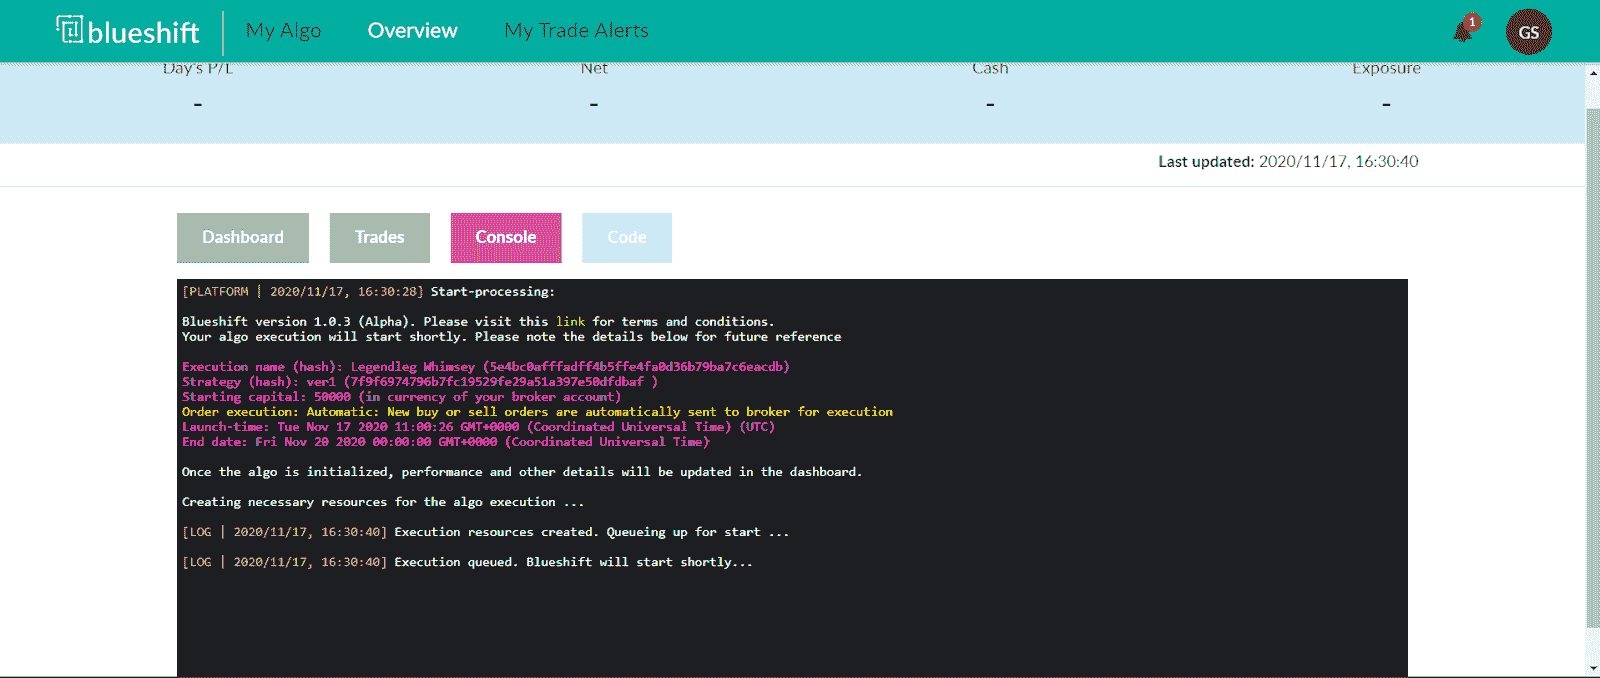 blueshift
My Algo
Overview
My Trade Alerts
1
GS
Day's P/L
Net
Cash
Exposure
-
-
-
-
Last updated: 2020/11/17, 16:30:40
Dashboard
Trades
Console
Code
[PLATFORM | 2020/11/17, 16:30:28] Start-processing:
Blueshift version 1.0.3 (Alpha). Please visit this link for terms and conditions.
Your algo execution will start shortly. Please note the details below for future reference
Execution name (hash): Legendleg Whimsey (5e4bc0afffadff4b5ffe4fa0d36b79ba7c6eacdb)
Strategy (hash): ver1 (7f9f6974796b7fc19529fe29a51a397e50dfdbaf )
Starting capital: 50000 (in currency of your broker account)
Order execution: Automatic: New buy or sell orders are automatically sent to broker for execution
Launch-time: Tue Nov 17 2020 11:00:26 GMT+0000 (Coordinated Universal Time) (UTC)
End date: Fri Nov 20 2020 00:00:00 GMT+0000 (Coordinated Universal Time)
Once the algo is initialized, performance and other details will be updated in the dashboard.
Creating necessary resources for the algo execution ...
[LOG | 2020/11/17, 16:30:40] Execution resources created. Queueing up for start ...
[LOG | 2020/11/17, 16:30:40] Execution queued. Blueshift will start shortly...